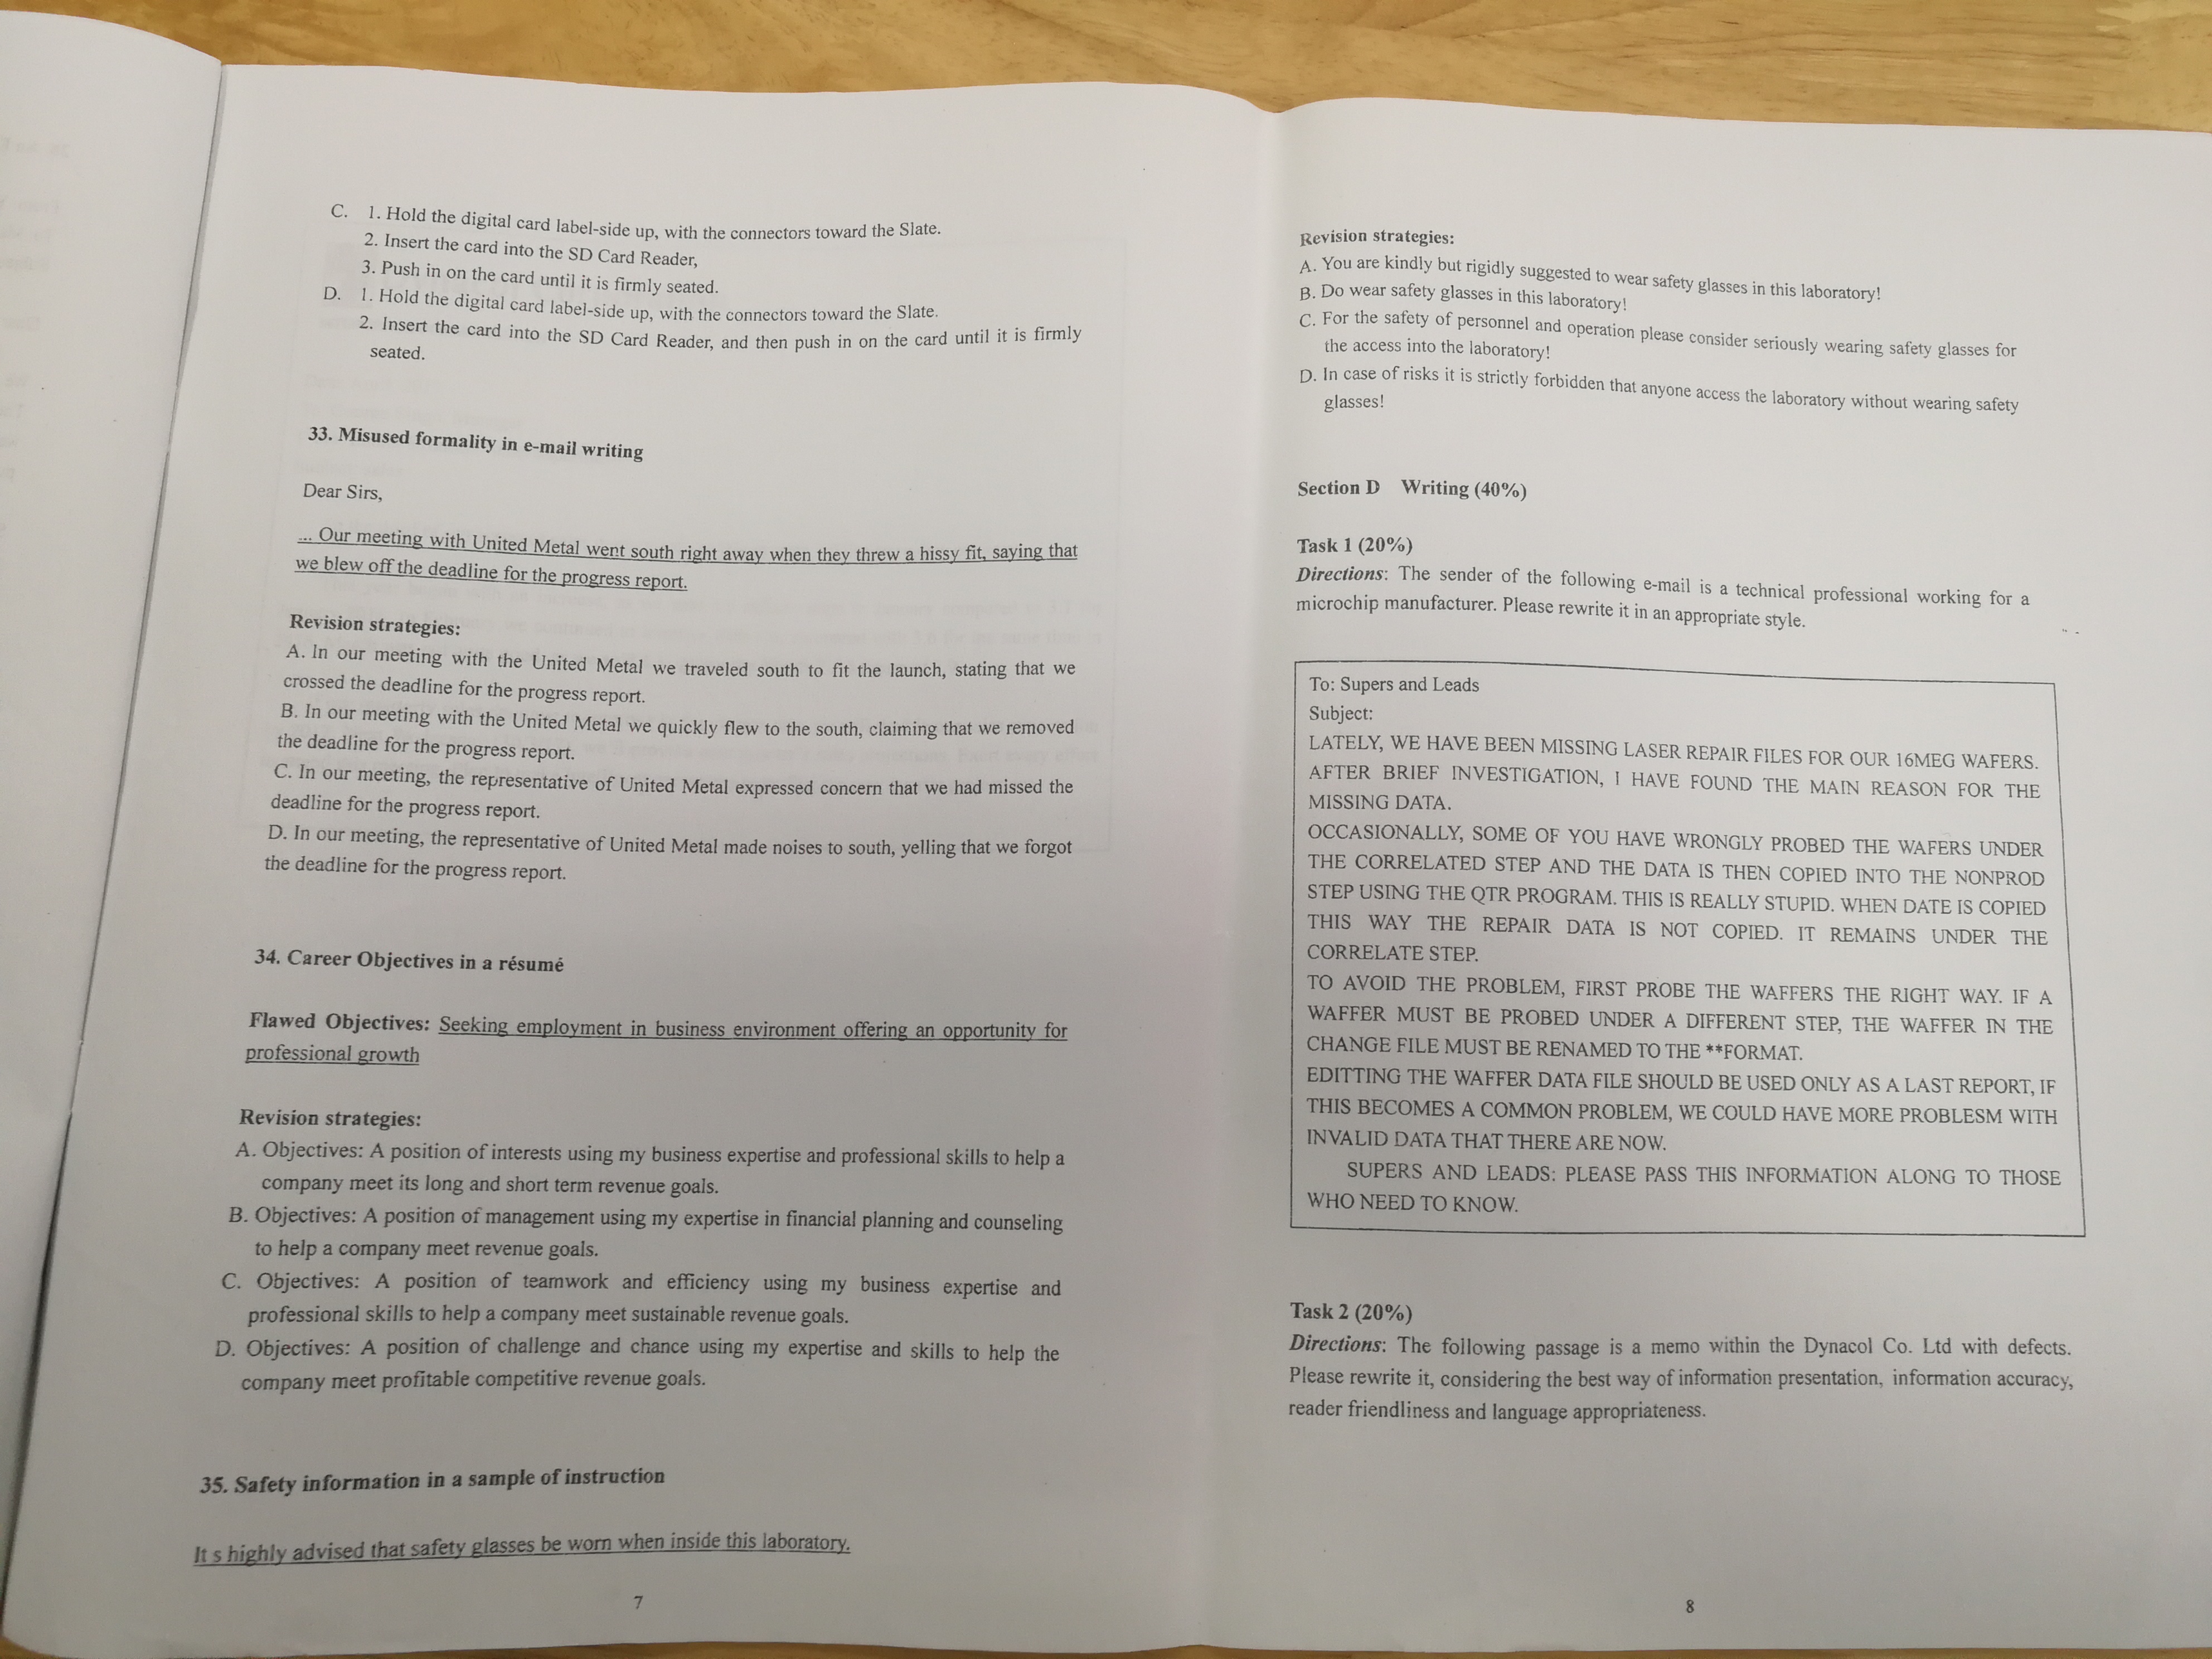 C. 1. Hold the digital card label-side up, with the connectors toward the Slate.
2. Insert the card into the SD Card Reader,
3. Push in on the card until it is firmly seated.
D. 1. Hold the digital card label-side up, with the connectors toward the Slate.
2. Insert the card into the SD Card Reader, and then push in on the card until it is firmly
seated.
33. Misused formality in e-mail writing
Dear Sirs,
... Our meeting with United Metal went south right away when they threw a hissy fit, saying that
we blew off the deadline for the progress report.
Revision strategies:
A. In our meeting with the United Metal we traveled south to fit the launch, stating that we
crossed the deadline for the progress report.
B. In our meeting with the United Metal we quickly flew to the south, claiming that we removed
the deadline for the progress report.
C. In our meeting, the representative of United Metal expressed concern that we had missed the
deadline for the progress report.
D. In our meeting, the representative of United Metal made noises to south, yelling that we forgot
the deadline for the progress report.
34. Career Objectives in a résumé
Flawed Objectives: Seeking employment in business environment offering an opportunity for
professional growth
Revision strategies:
A. Objectives: A position of interests using my business expertise and professional skills to help a
company meet its long and short term revenue goals.
B. Objectives: A position of management using my expertise in financial planning and counseling
to help a company meet revenue goals.
C. Objectives: A position of teamwork and efficiency using my business expertise and
professional skills to help a company meet sustainable revenue goals.
D. Objectives: A position of challenge and chance using my expertise and skills to help the
company meet profitable competitive revenue goals.
35. Safety information in a sample of instruction
It s highly advised that safety glasses be worn when inside this laboratory.
7
Revision strategies:
A. You are kindly but rigidly suggested to wear safety glasses in this laboratory!
B. Do wear safety glasses in this laboratory!
C. For the safety of personnel and operation please consider seriously wearing safety glasses for
the access into the laboratory!
D. In case of risks it is strictly forbidden that anyone access the laboratory without wearing safety
glasses!
Section D Writing (40%)
Task 1 (20%)
Directions: The sender of the following e-mail is a technical professional working for a
microchip manufacturer. Please rewrite it in an appropriate style.
To: Supers and Leads
Subject:
LATELY, WE HAVE BEEN MISSING LASER REPAIR FILES FOR OUR 16MEG WAFERS.
AFTER BRIEF INVESTIGATION, I HAVE FOUND THE MAIN REASON FOR THE
MISSING DATA.
OCCASIONALLY, SOME OF YOU HAVE WRONGLY PROBED THE WAFERS UNDER
THE CORRELATED STEP AND THE DATA IS THEN COPIED INTO THE NONPROD
STEP USING THE QTR PROGRAM. THIS IS REALLY STUPID. WHEN DATE IS COPIED
THIS WAY THE REPAIR DATA IS NOT COPIED. IT REMAINS UNDER THE
CORRELATE STEP.
TO AVOID THE PROBLEM, FIRST PROBE THE WAFFERS THE RIGHT WAY. IF A
WAFFER MUST BE PROBED UNDER A DIFFERENT STEP, THE WAFFER IN THE
CHANGE FILE MUST BE RENAMED TO THE **FORMAT.
EDITTING THE WAFFER DATA FILE SHOULD BE USED ONLY AS A LAST REPORT, IF
THIS BECOMES A COMMON PROBLEM, WE COULD HAVE MORE PROBLESM WITH
INVALID DATA THAT THERE ARE NOW.
SUPERS AND LEADS: PLEASE PASS THIS INFORMATION ALONG TO THOSE
WHO NEED TO KNOW.
Task 2 (20%)
Directions: The following passage is a memo within the Dynacol Co. Ltd with defects.
Please rewrite it, considering the best way of information presentation, information accuracy,
reader friendliness and language appropriateness.
8